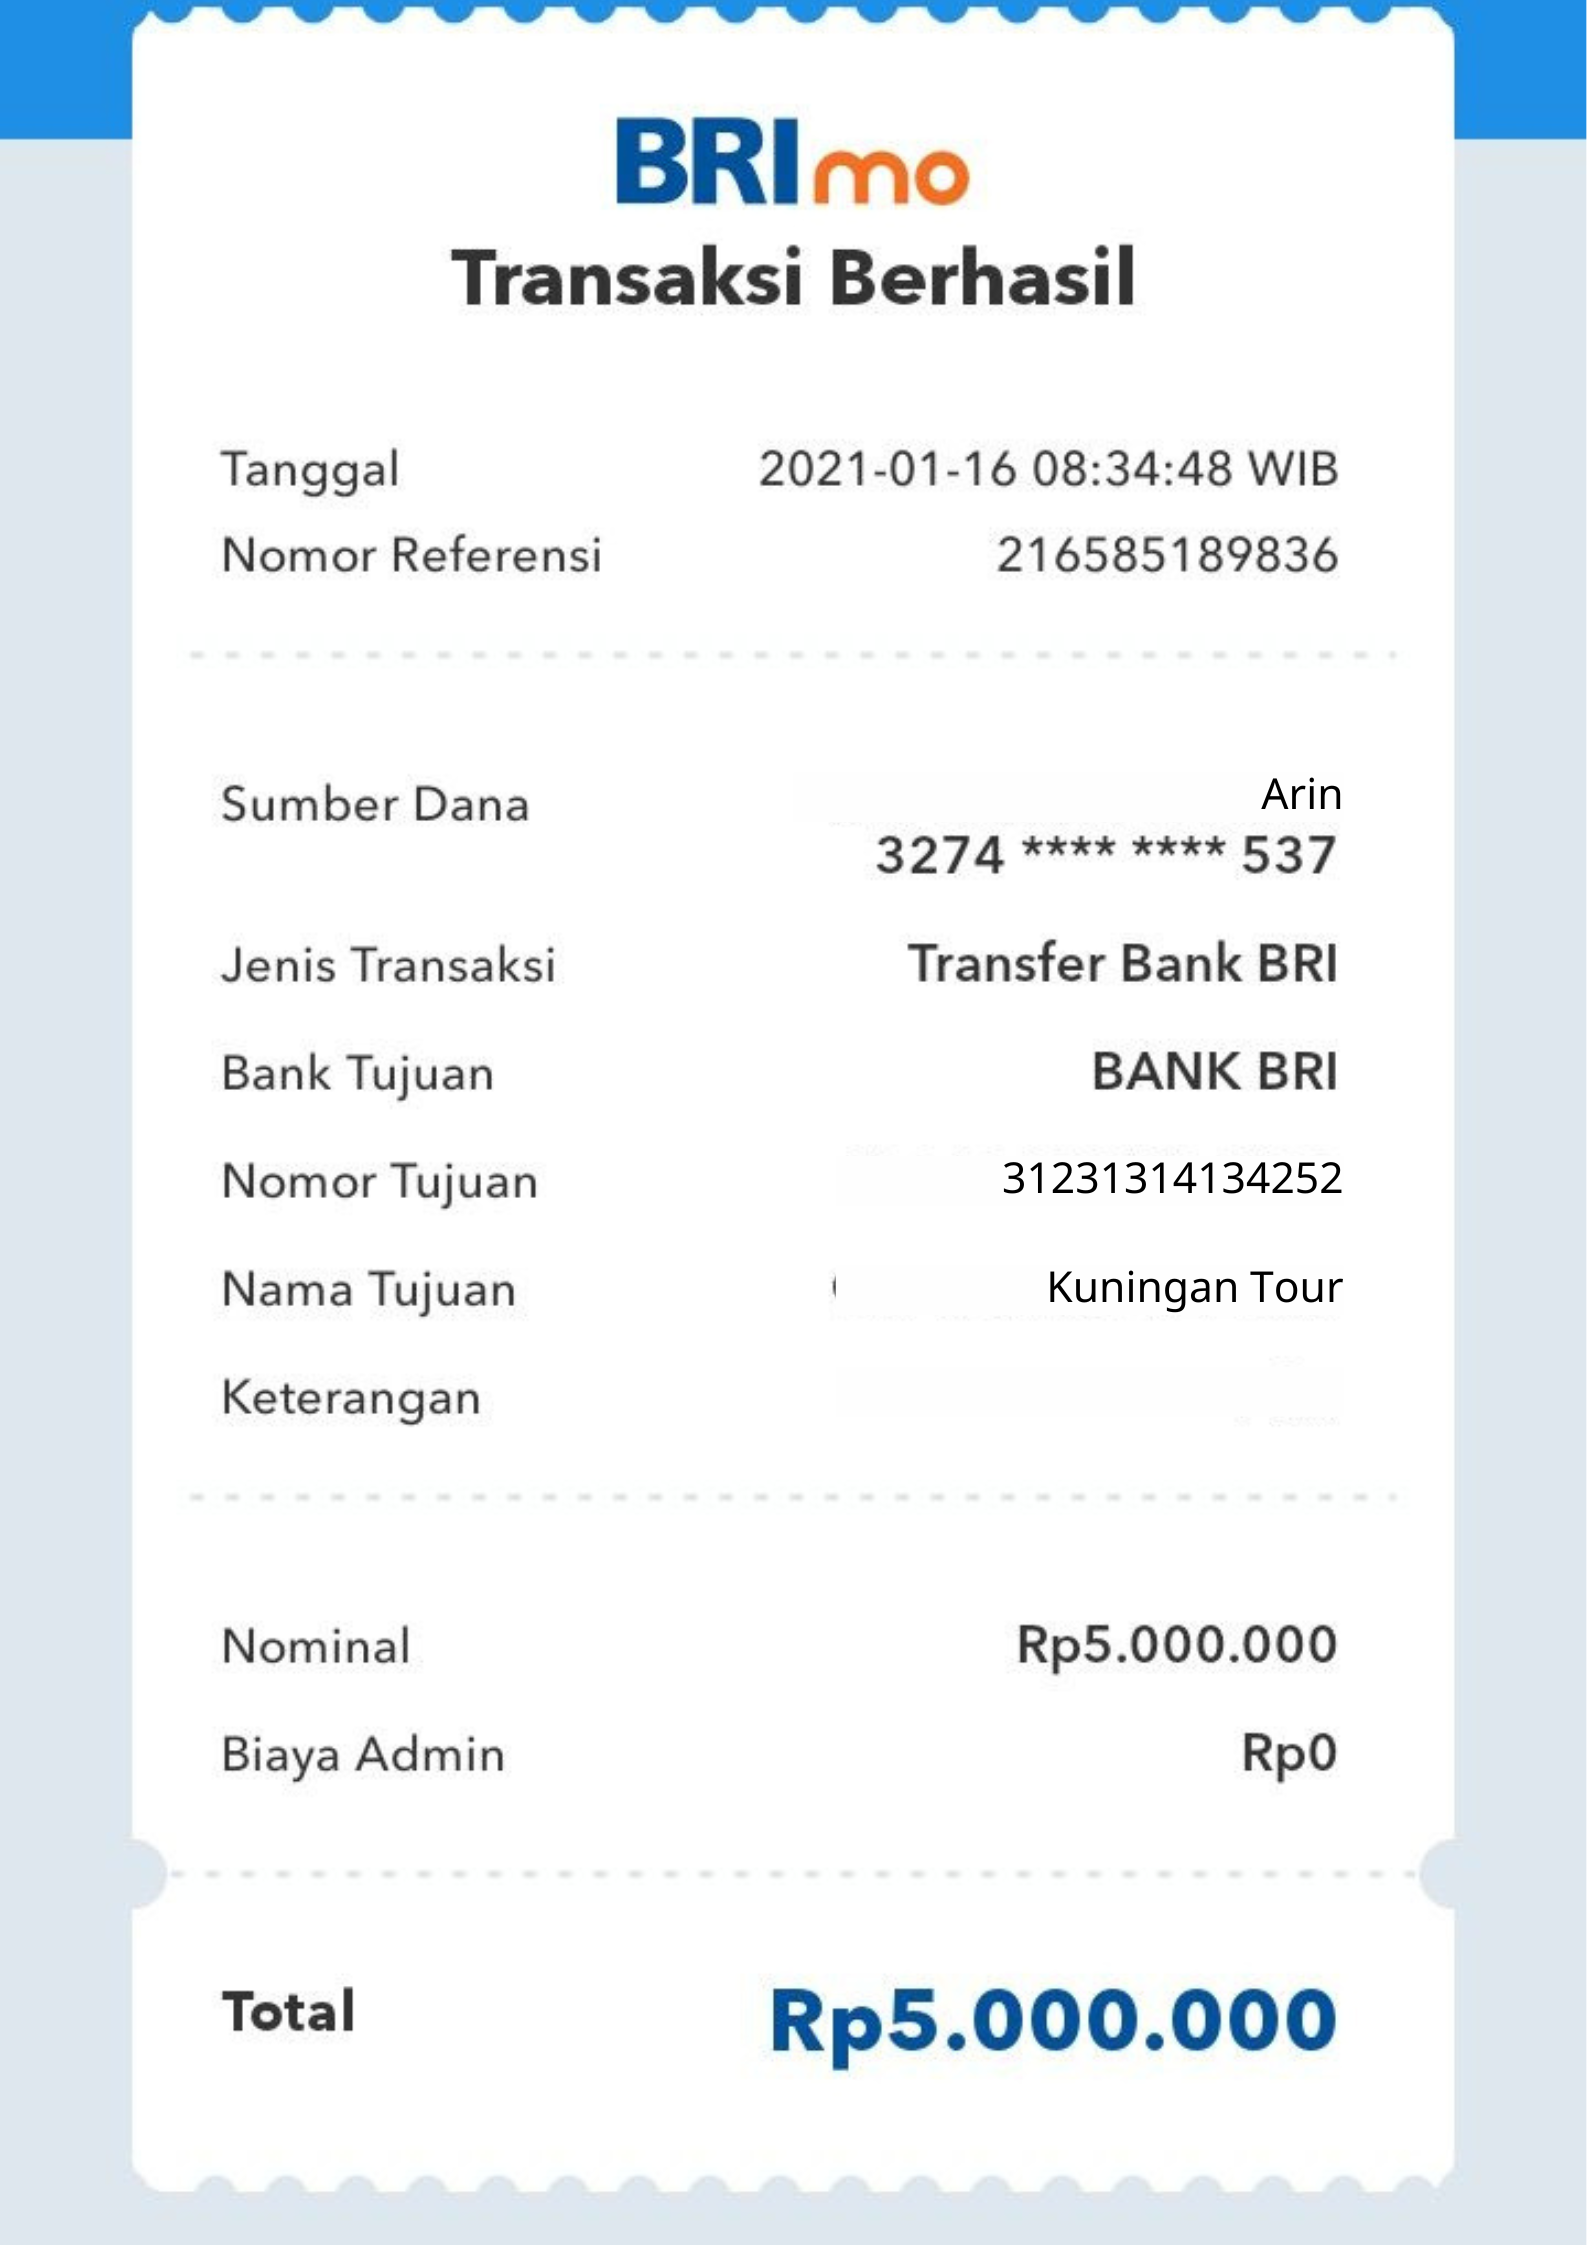 BRImo
Transaksi Berhasil
Tanggal 2021-01-16 08:34:48 WIB
Nomor Referensi 216585189836
Sumber Dana Arin
3274 **** **** 537
Jenis Transaksi Transfer Bank BRI
Bank Tujuan BANK BRI
Nomor Tujuan 31231314134252
Nama Tujuan Kuningan Tour
Keterangan
Nominal Rp5.000.000
Biaya Admin Rp0
Total Rp5.000.000